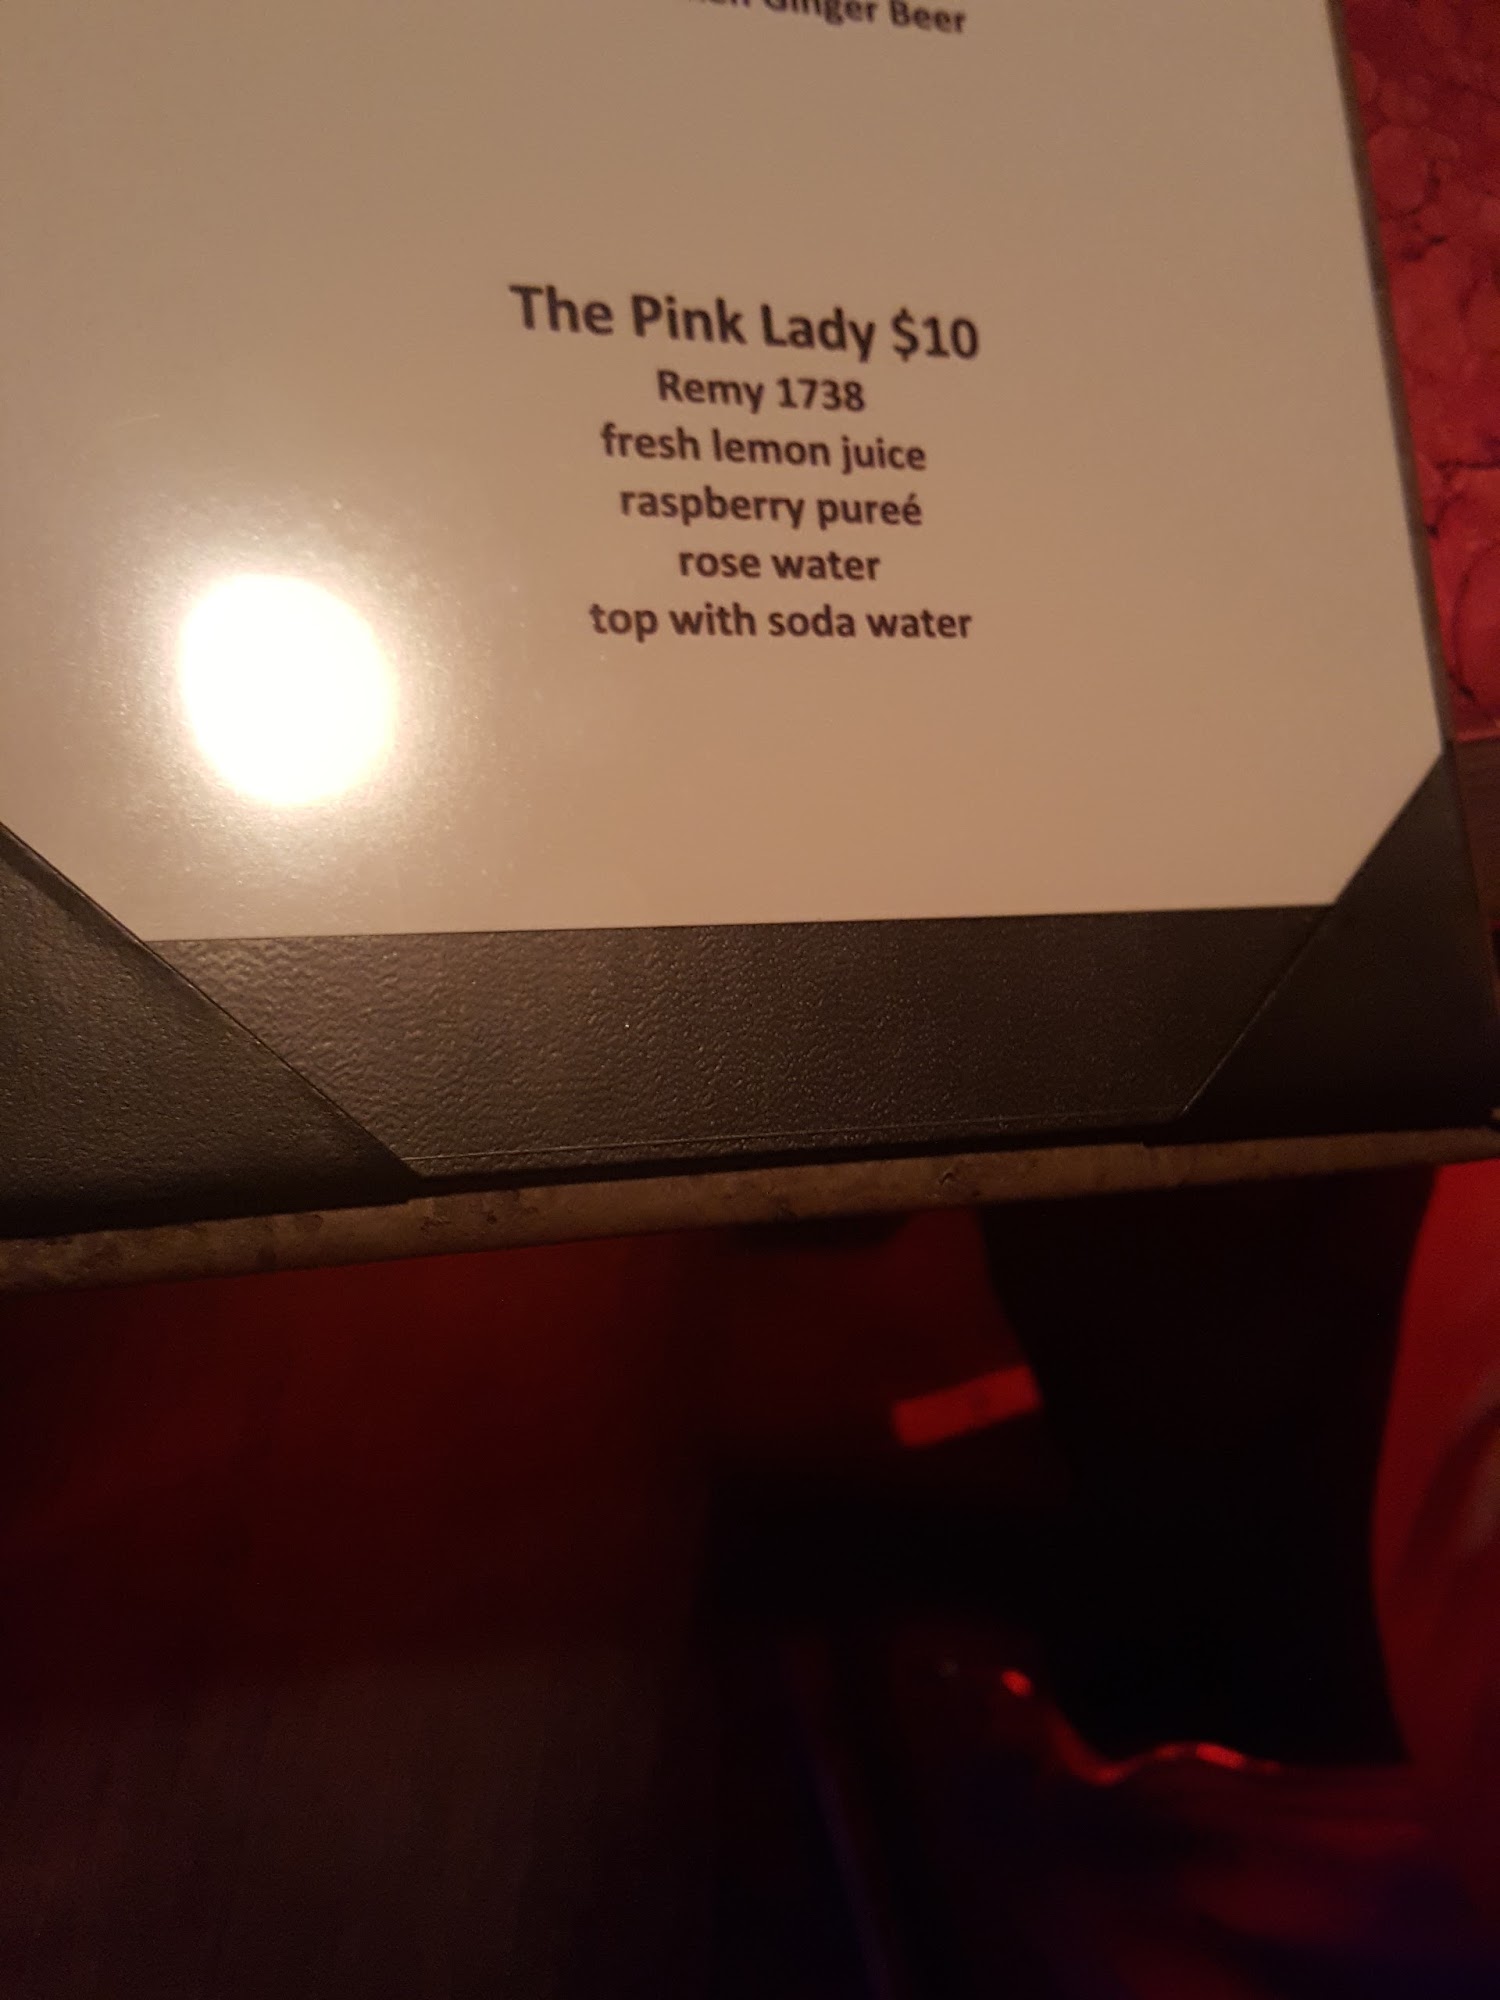 Ginger Beer
The Pink Lady $10
Remy 1738
fresh lemon juice
raspberry pureé
rose water
top with soda water